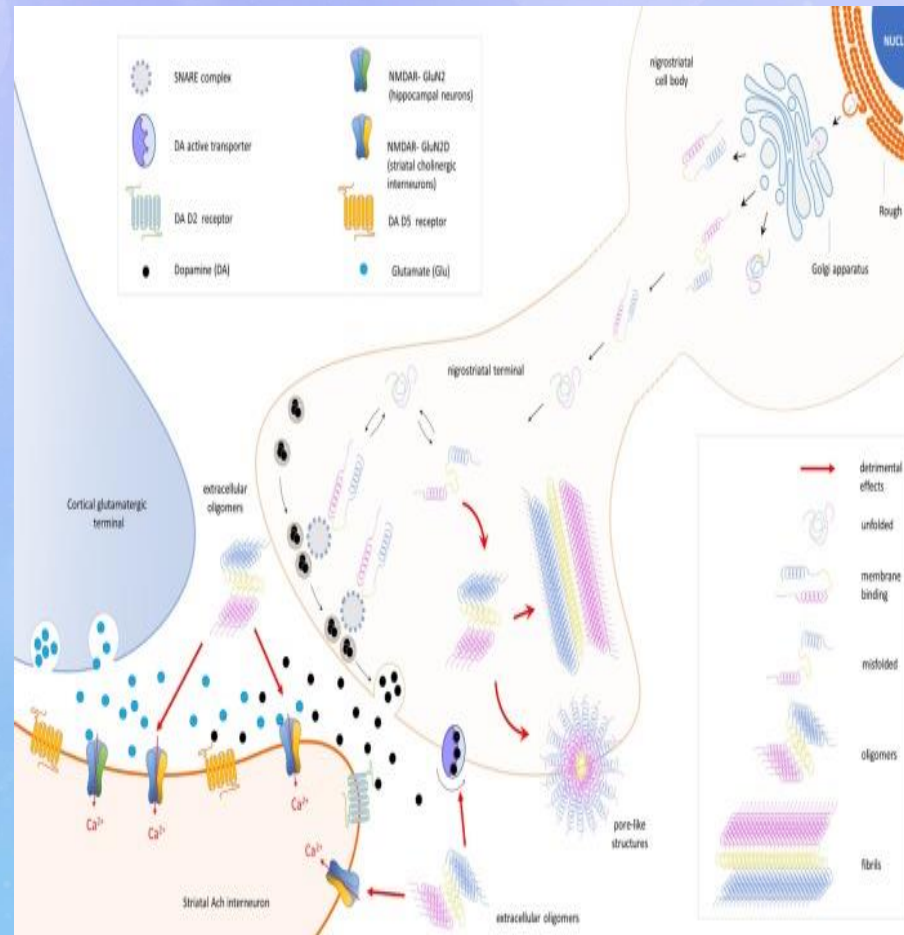 SNARE complex
NMDAR- GluN2
(hippocampal neurons)
DA active transporter
NMDAR- GluN2D
(striatal cholinergic
interneurons)
DA D2 receptor
DA D5 receptor
Dopamine (DA)
Glutamate (Glu)
nigrostriatal
cell body
NUCL
Rough
Golgi apparatus
nigrostriatal terminal
Cortical glutamatergic
terminal
extracellular
oligomers
detrimental
effects
unfolded
membrane
binding
misfolded
oligomers
fibrils
Ca²⁺
Ca²⁺
Ca²⁺
Ca²⁺
pore-like
structures
Striatal Ach interneuron
extracellular oligomers